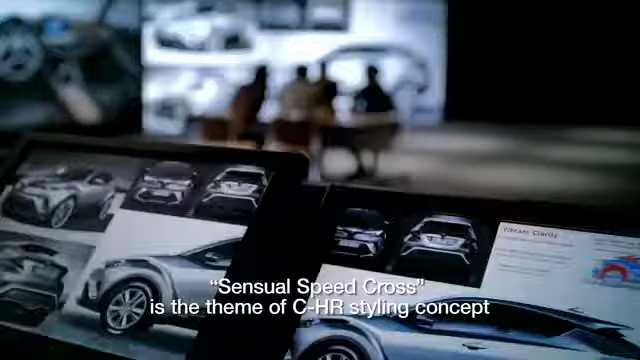 Vibrant Clarity
“Sensual Speed Cross”
is the theme of C-HR styling concept